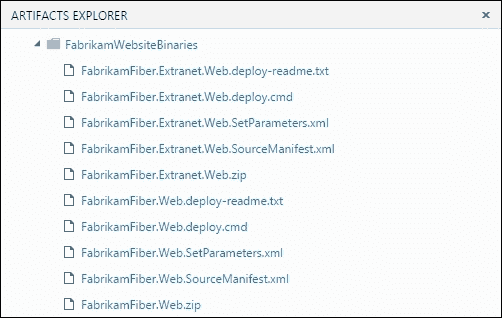 ARTIFACTS EXPLORER
FabrikamWebsiteBinaries
FabrikamFiber.Extranet.Web.deploy-readme.txt
FabrikamFiber.Extranet.Web.deploy.cmd
FabrikamFiber.Extranet.Web.SetParameters.xml
FabrikamFiber.Extranet.Web.SourceManifest.xml
FabrikamFiber.Extranet.Web.zip
FabrikamFiber.Web.deploy-readme.txt
FabrikamFiber.Web.deploy.cmd
FabrikamFiber.Web.SetParameters.xml
FabrikamFiber.Web.SourceManifest.xml
FabrikamFiber.Web.zip